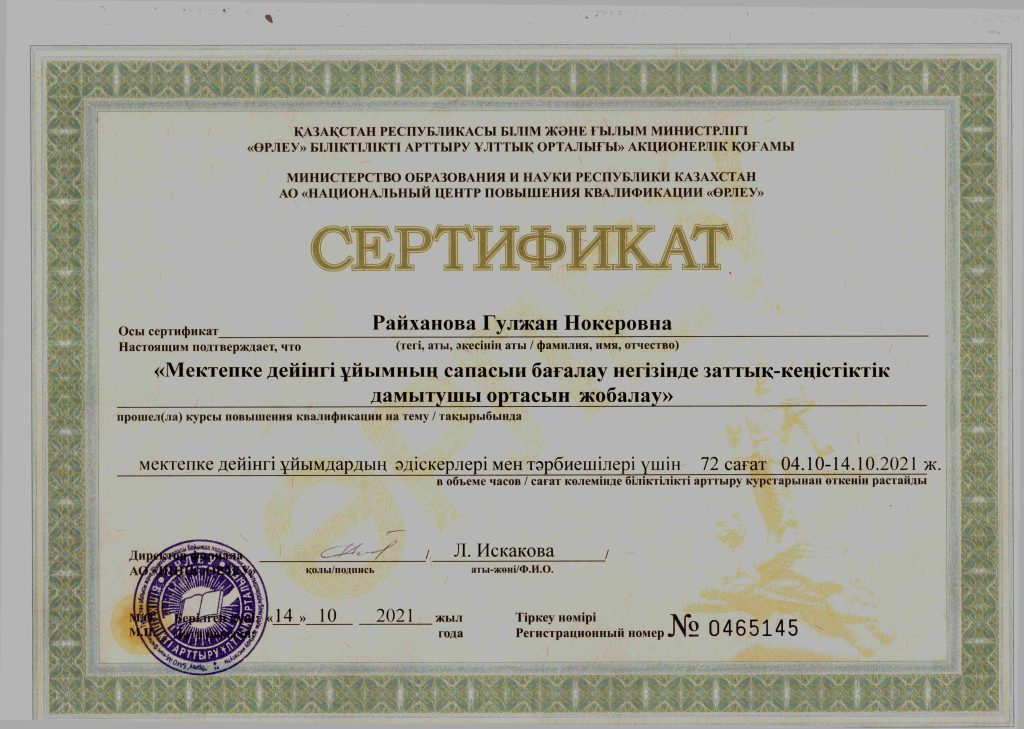 ҚАЗАҚСТАН РЕСПУБЛИКАСЫ БІЛІМ ЖӘНЕ ҒЫЛЫМ МИНИСТРЛІГІ
«ӨРЛЕУ» БІЛІКТІЛІКТІ АРТТЫРУ ҰЛТТЫҚ ОРТАЛЫҒЫ» АКЦИОНЕРЛІК ҚОҒАМЫ
МИНИСТЕРСТВО ОБРАЗОВАНИЯ И НАУКИ РЕСПУБЛИКИ КАЗАХСТАН
АО «НАЦИОНАЛЬНЫЙ ЦЕНТР ПОВЫШЕНИЯ КВАЛИФИКАЦИИ «ӨРЛЕУ»
СЕРТИФИКАТ
Осы сертификат Райханова Гулжан Нокеровна
Настоящим подтверждает, что (тегі, аты, әкесінің аты / фамилия, имя, отчество)
«Мектепке дейінгі ұйымның сапасын бағалау негізінде заттық-кеңістіктік
дамытушы ортасын жобалау»
прошел(ла) курсы повышения квалификации на тему / тақырыбында
мектепке дейінгі ұйымдардың әдіскерлері мен тәрбиешілері үшін 72 сағат 04.10-14.10.2021 ж.
в объеме часов / сағат көлемінде біліктілікті арттыру курстарынан өткенін растайды
Директор филиала / Л. Искакова /
АО қолы/подпись аты-жөні/Ф.И.О.
М.О. Берілген «14» 10 2021 жыл Тіркеу нөмірі
М.П. года Регистрационный номер № 0465145